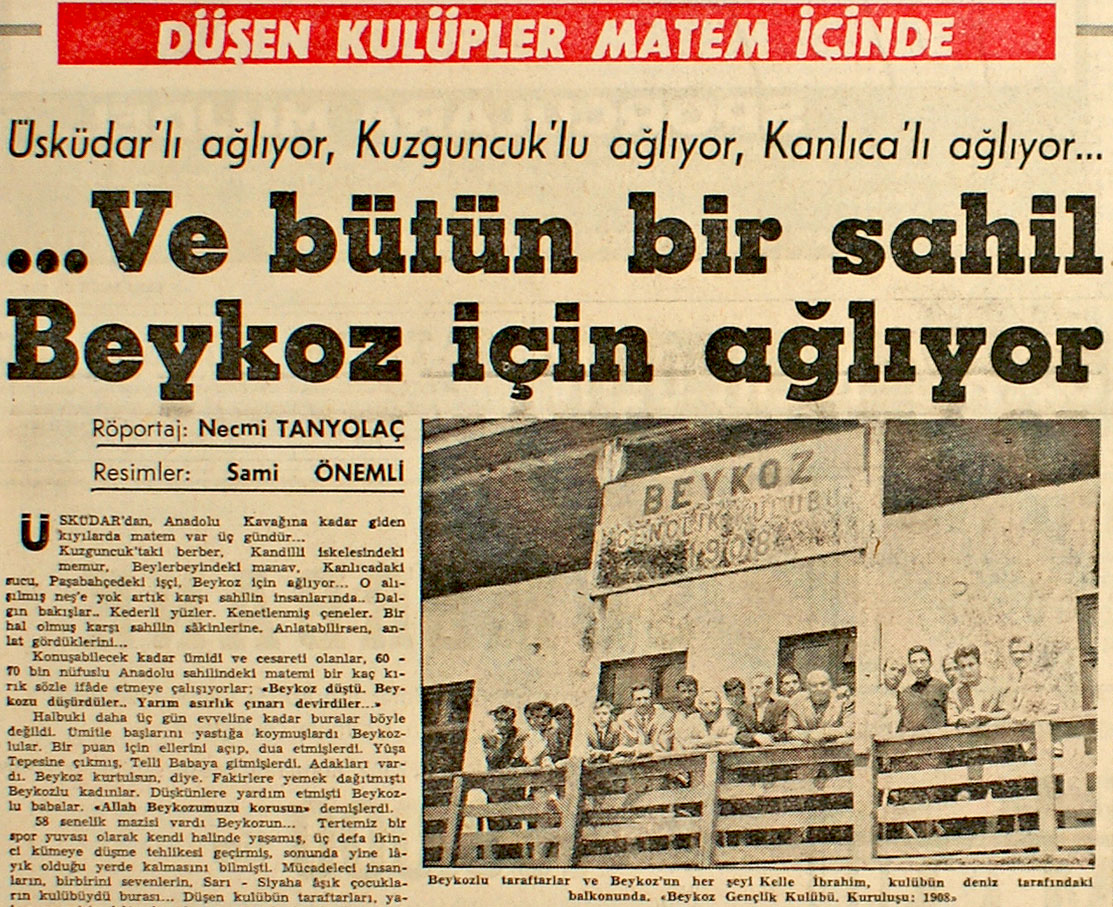 DÜŞEN KULÜPLER MATEM İÇİNDE
Üsküdar'lı ağlıyor, Kuzguncuk'lu ağlıyor, Kanlıca'lı ağlıyor...
...Ve bütün bir sahil
Beykoz için ağlıyor
Röportaj: Necmi TANYOLAÇ
Resimler: Sami ÖNEMLİ
ÜSKÜDAR'dan, Anadolu Kavağına kadar giden
kıyılarda matem var üç gündür...
Kuzguncuk'taki berber, Kandilli iskelesindeki
memur, Beylerbeyindeki manav, Kanlıcadaki
sucu, Paşabahçedeki işçi, Beykoz için ağlıyor... O alı-
şılmış neş'e yok artık karşı sahilin insanlarında.. Dal-
gın bakışlar.. Kederli yüzler. Kenetlenmiş çeneler. Bir
hal olmuş karşı sahilin sâkinlerine. Anlatabilirsen, an-
lat gördüklerini...
Konuşabilecek kadar ümidi ve cesareti olanlar, 60 -
70 bin nüfuslu Anadolu sahilindeki matemi bir kaç kı-
rık sözle ifâde etmeye çalışıyorlar; «Beykoz düştü. Bey-
kozu düşürdüler.. Yarım asırlık çınarı devirdiler...»
Halbuki daha üç gün evveline kadar buralar böyle
değildi. Ümitle başlarını yastığa koymuşlardı Beykoz-
lular. Bir puan için ellerini açıp, dua etmişlerdi. Yûşa
Tepesine çıkmış, Telli Babaya gitmişlerdi. Adakları var-
dı. Beykoz kurtulsun, diye. Fakirlere yemek dağıtmıştı
Beykozlu kadınlar. Düşkünlere yardım etmişti Beykoz-
lu babalar. «Allah Beykozumuzu korusun» demişlerdi.
58 senelik mazisi vardı Beykozun... Tertemiz bir
spor yuvası olarak kendi halinde yaşamış, üç defa ikin-
ci kümeye düşme tehlikesi geçirmiş, sonunda yine lâ-
yık olduğu yerde kalmasını bilmişti. Mücadeleci insan-
ların, birbirini sevenlerin, Sarı - Siyaha âşık çocukla-
rın kulübüydü burası... Düşen kulübün taraftarları, ya-
BEYKOZ
GENÇLİK KULÜBÜ
1908
Beykozlu taraftarlar ve Beykoz'un her şeyi Kelle İbrahim, kulübün deniz tarafındaki
balkonunda. «Beykoz Gençlik Kulübü. Kuruluşu: 1908»